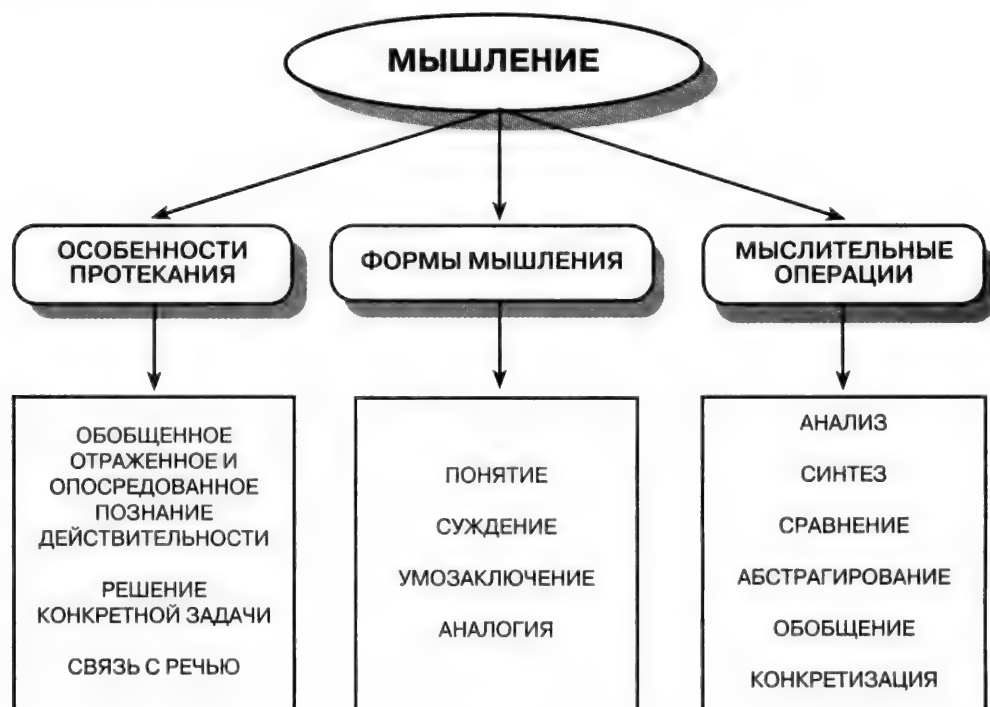 МЫШЛЕНИЕ
ОСОБЕННОСТИ
ПРОТЕКАНИЯ
ФОРМЫ МЫШЛЕНИЯ
МЫСЛИТЕЛЬНЫЕ
ОПЕРАЦИИ
ОБОБЩЕННОЕ
ОТРАЖЕННОЕ И
ОПОСРЕДОВАННОЕ
ПОЗНАНИЕ
ДЕЙСТВИТЕЛЬНОСТИ
РЕШЕНИЕ
КОНКРЕТНОЙ ЗАДАЧИ
СВЯЗЬ С РЕЧЬЮ
ПОНЯТИЕ
СУЖДЕНИЕ
УМОЗАКЛЮЧЕНИЕ
АНАЛОГИЯ
АНАЛИЗ
СИНТЕЗ
СРАВНЕНИЕ
АБСТРАГИРОВАНИЕ
ОБОБЩЕНИЕ
КОНКРЕТИЗАЦИЯ